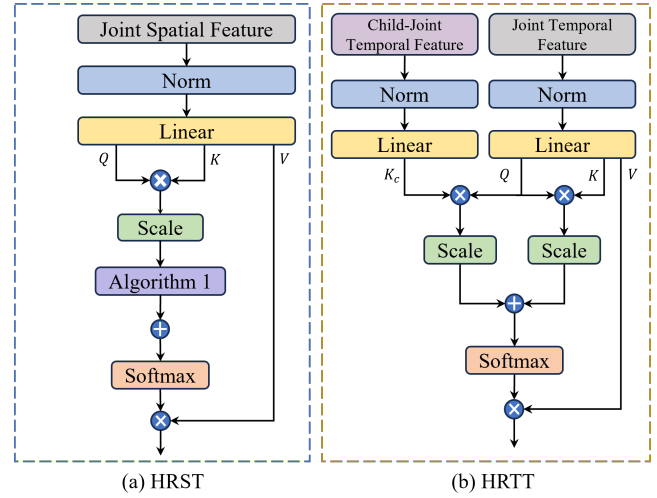 Joint Spatial Feature
Norm
Linear
Q
K
V
Scale
Algorithm 1
Softmax
(a) HRST
Child-Joint
Temporal Feature
Joint Temporal
Feature
Norm
Norm
Linear
Linear
K_c
Q
K
V
Scale
Scale
Softmax
(b) HRTT